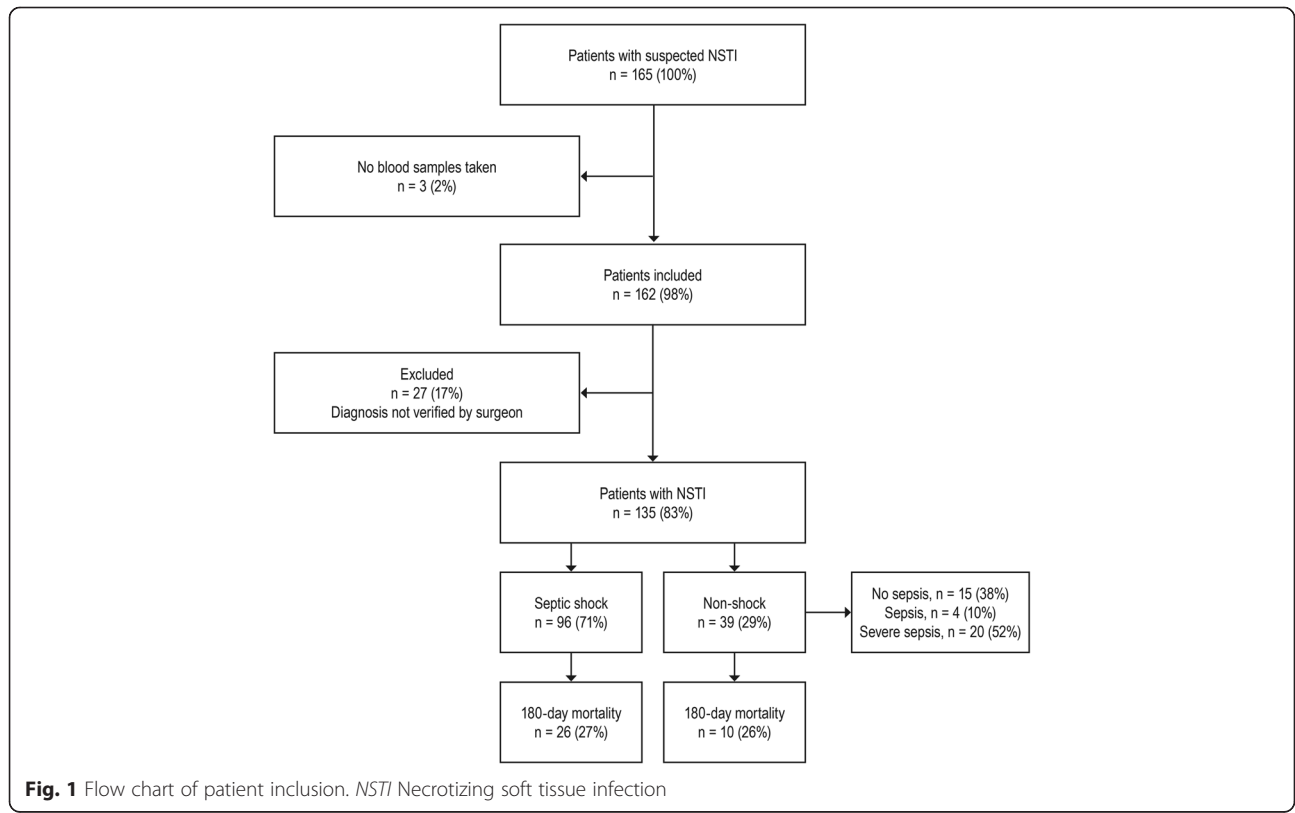 Patients with suspected NSTI
n = 165 (100%)
No blood samples taken
n = 3 (2%)
Patients included
n = 162 (98%)
Excluded
n = 27 (17%)
Diagnosis not verified by surgeon
Patients with NSTI
n = 135 (83%)
Septic shock
n = 96 (71%)
Non-shock
n = 39 (29%)
No sepsis, n = 15 (38%)
Sepsis, n = 4 (10%)
Severe sepsis, n = 20 (52%)
180-day mortality
n = 26 (27%)
180-day mortality
n = 10 (26%)
Fig. 1 Flow chart of patient inclusion. NSTI Necrotizing soft tissue infection